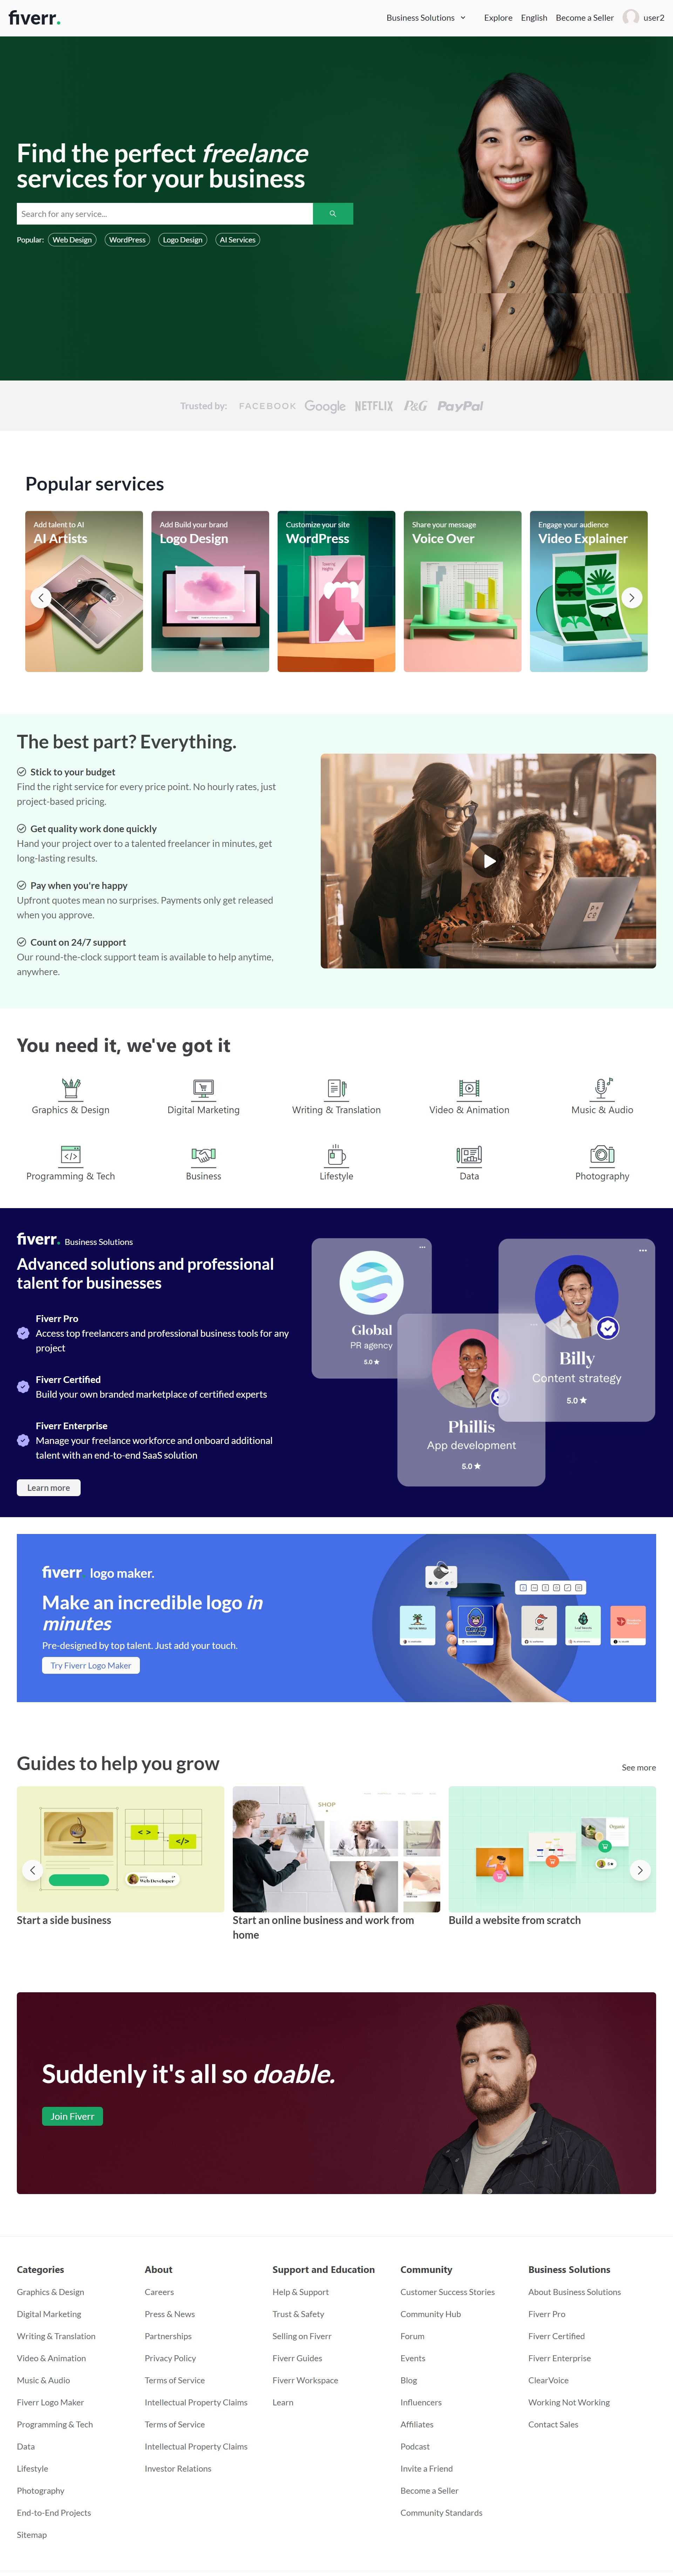 fiverr.
Business Solutions
Explore
English
Become a Seller
user2
Find the perfect freelance
services for your business
Search for any service...
Popular:
Web Design
WordPress
Logo Design
AI Services
Trusted by:
FACEBOOK
Google
NETFLIX
P&G
PayPal
Popular services
Add talent to AI
AI Artists
Add Build your brand
Logo Design
Customize your site
WordPress
Share your message
Voice Over
Engage your audience
Video Explainer
The best part? Everything.
Stick to your budget
Find the right service for every price point. No hourly rates, just
project-based pricing.
Get quality work done quickly
Hand your project over to a talented freelancer in minutes, get
long-lasting results.
Pay when you're happy
Upfront quotes mean no surprises. Payments only get released
when you approve.
Count on 24/7 support
Our round-the-clock support team is available to help anytime,
anywhere.
You need it, we've got it
Graphics & Design
Digital Marketing
Writing & Translation
Video & Animation
Music & Audio
Programming & Tech
Business
Lifestyle
Data
Photography
fiverr. Business Solutions
Advanced solutions and professional
talent for businesses
Fiverr Pro
Access top freelancers and professional business tools for any
project
Fiverr Certified
Build your own branded marketplace of certified experts
Fiverr Enterprise
Manage your freelance workforce and onboard additional
talent with an end-to-end SaaS solution
Learn more
Global
PR agency
5.0
Phillis
App development
5.0
Billy
Content strategy
5.0
fiverr logo maker.
Make an incredible logo in
minutes
Pre-designed by top talent. Just add your touch.
Try Fiverr Logo Maker
Guides to help you grow
See more
< >
</>
Web Developer
SHOP
Organic
Start a side business
Start an online business and work from
home
Build a website from scratch
Suddenly it's all so doable.
Join Fiverr
Categories
Graphics & Design
Digital Marketing
Writing & Translation
Video & Animation
Music & Audio
Fiverr Logo Maker
Programming & Tech
Data
Lifestyle
Photography
End-to-End Projects
Sitemap
About
Careers
Press & News
Partnerships
Privacy Policy
Terms of Service
Intellectual Property Claims
Terms of Service
Intellectual Property Claims
Investor Relations
Support and Education
Help & Support
Trust & Safety
Selling on Fiverr
Fiverr Guides
Fiverr Workspace
Learn
Community
Customer Success Stories
Community Hub
Forum
Events
Blog
Influencers
Affiliates
Podcast
Invite a Friend
Become a Seller
Community Standards
Business Solutions
About Business Solutions
Fiverr Pro
Fiverr Certified
Fiverr Enterprise
ClearVoice
Working Not Working
Contact Sales